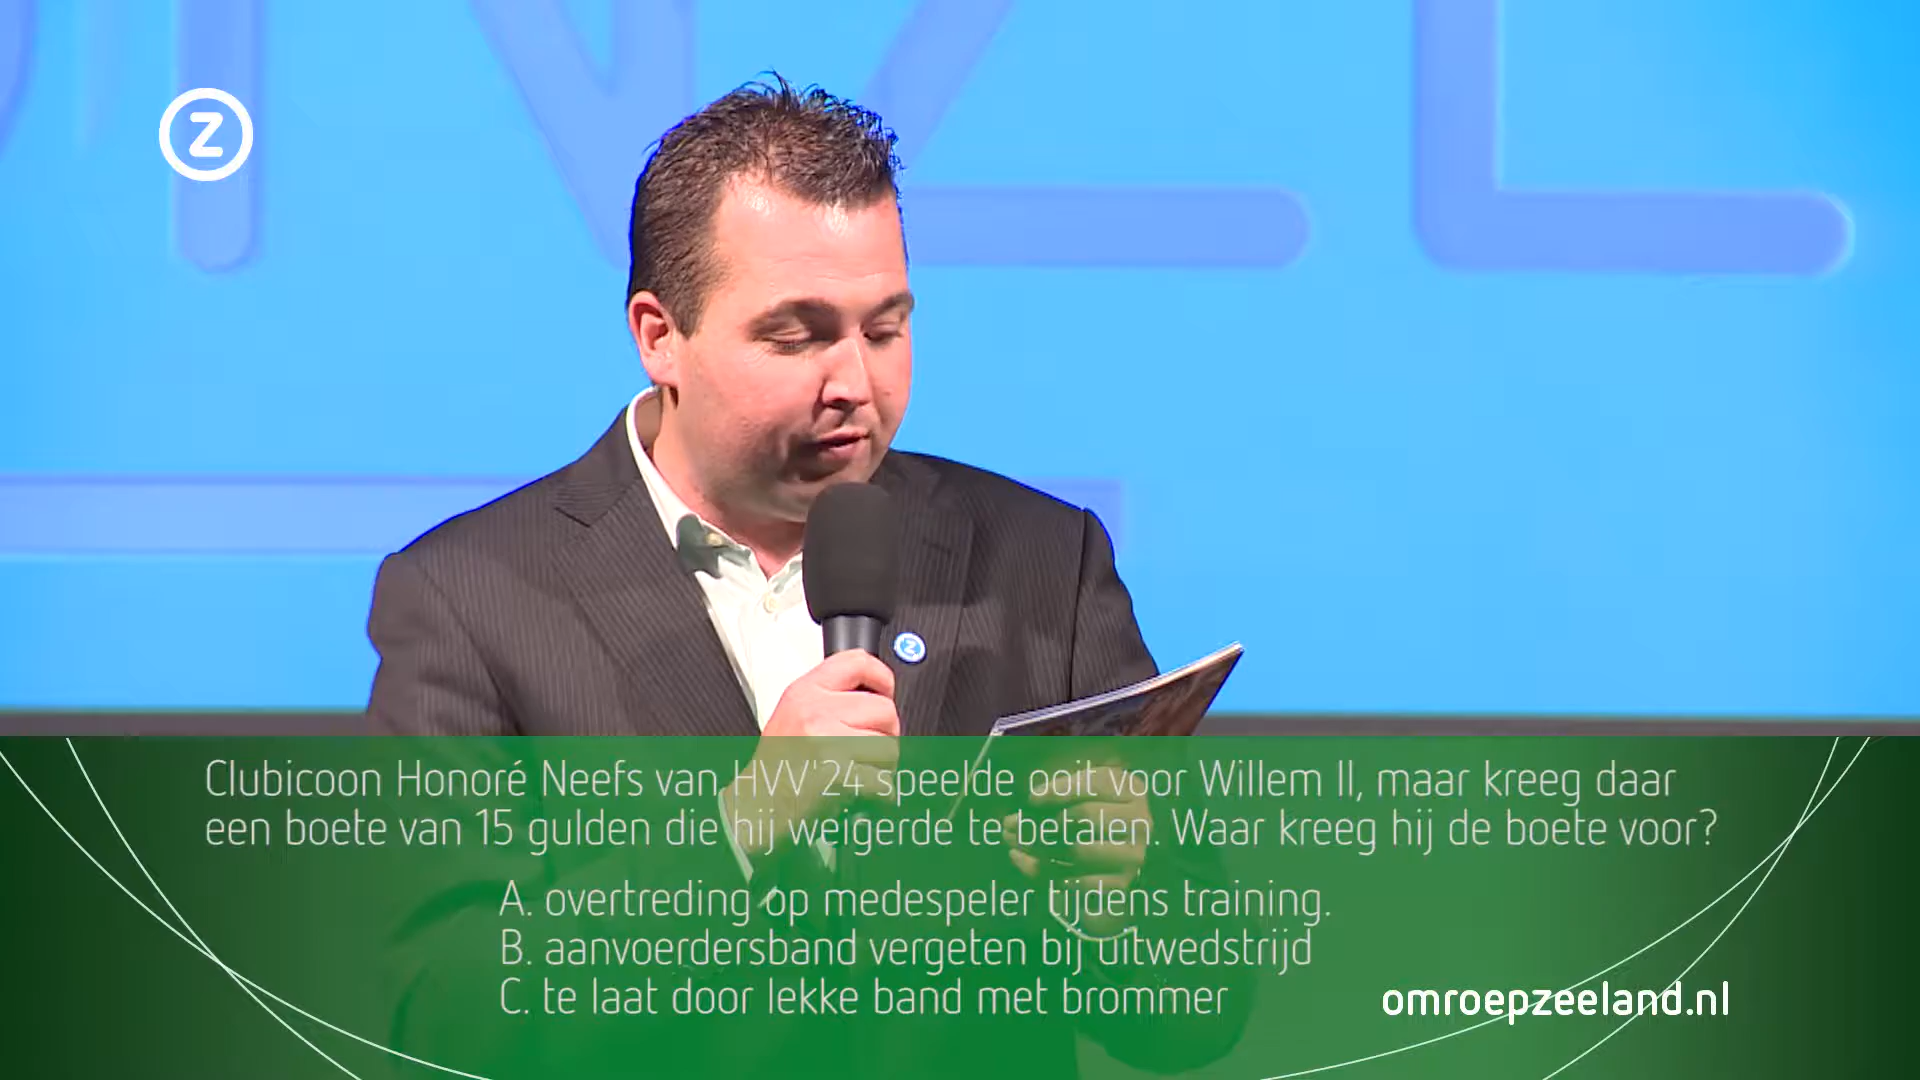 Z
Z
Clubicoon Honoré Neefs van HVV'24 speelde ooit voor Willem II, maar kreeg daar
een boete van 15 gulden die hij weigerde te betalen. Waar kreeg hij de boete voor?
A. overtreding op medespeler tijdens training.
B. aanvoerdersband vergeten bij uitwedstrijd
C. te laat door lekke band met brommer
omroepzeeland.nl